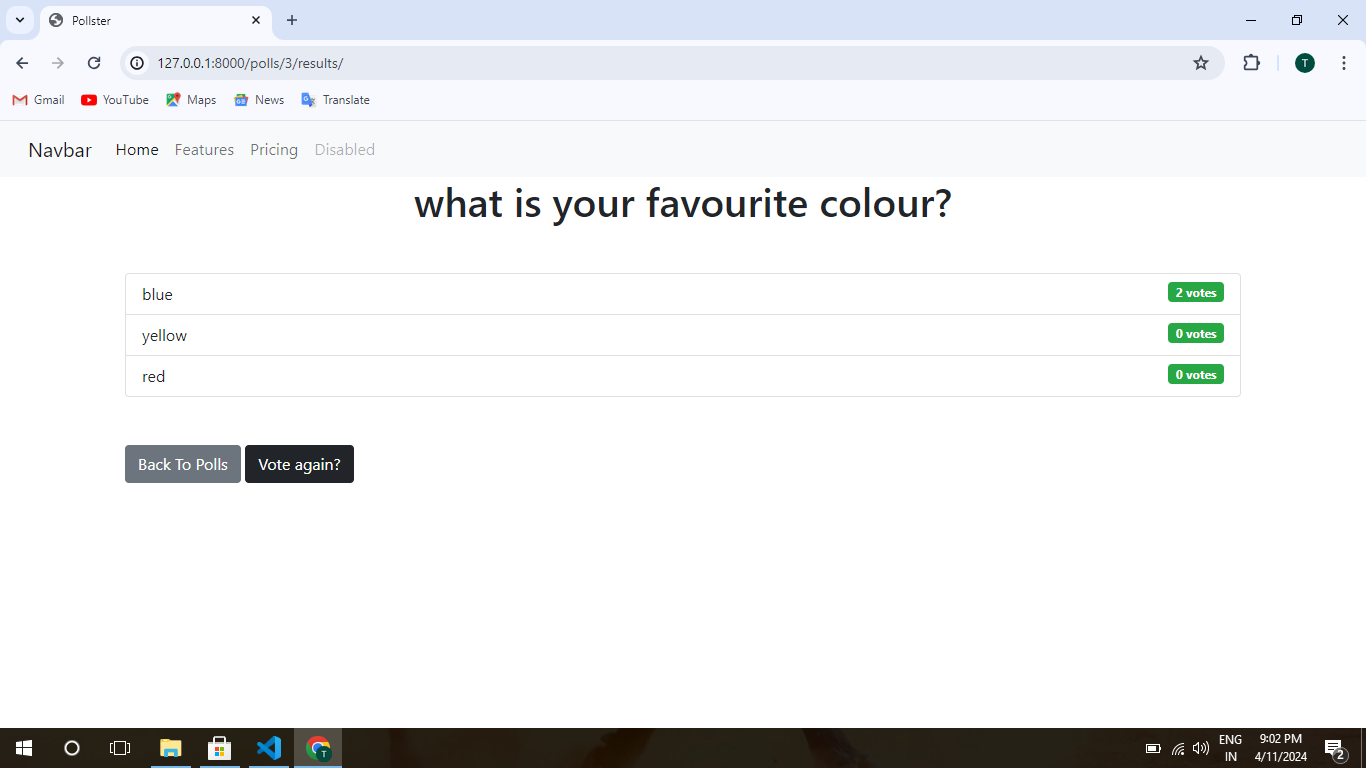 Pollster
127.0.0.1:8000/polls/3/results/
T
Gmail YouTube Maps News Translate
Navbar Home Features Pricing Disabled
what is your favourite colour?
blue 2 votes
yellow 0 votes
red 0 votes
Back To Polls Vote again?
T
ENG 9:02 PM
IN 4/11/2024 2